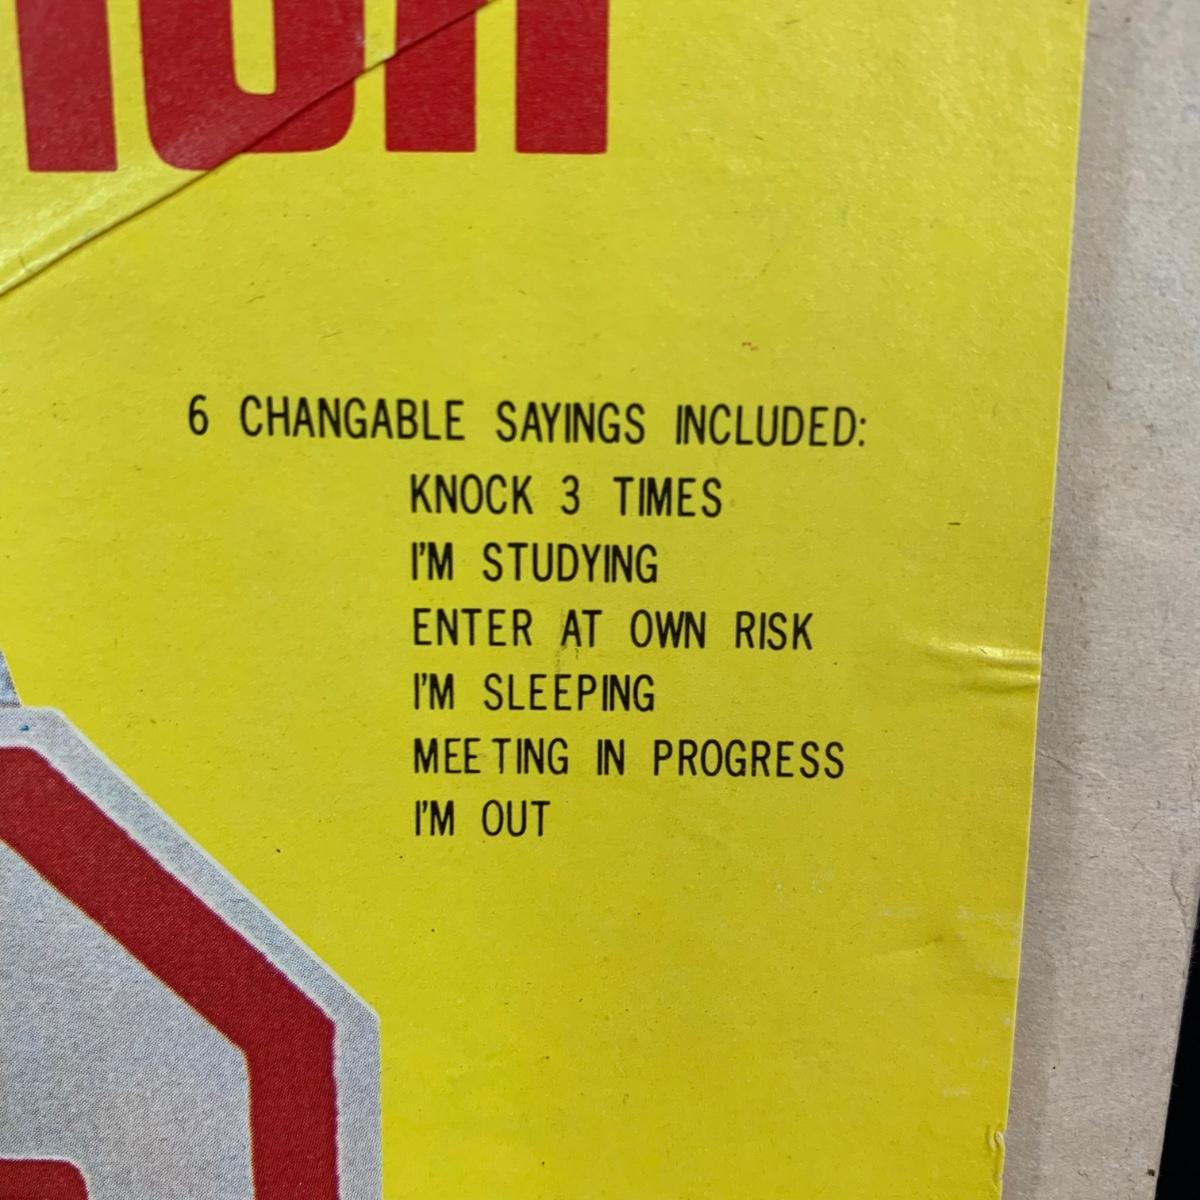 6 CHANGABLE SAYINGS INCLUDED:
KNOCK 3 TIMES
I'M STUDYING
ENTER AT OWN RISK
I'M SLEEPING
MEETING IN PROGRESS
I'M OUT